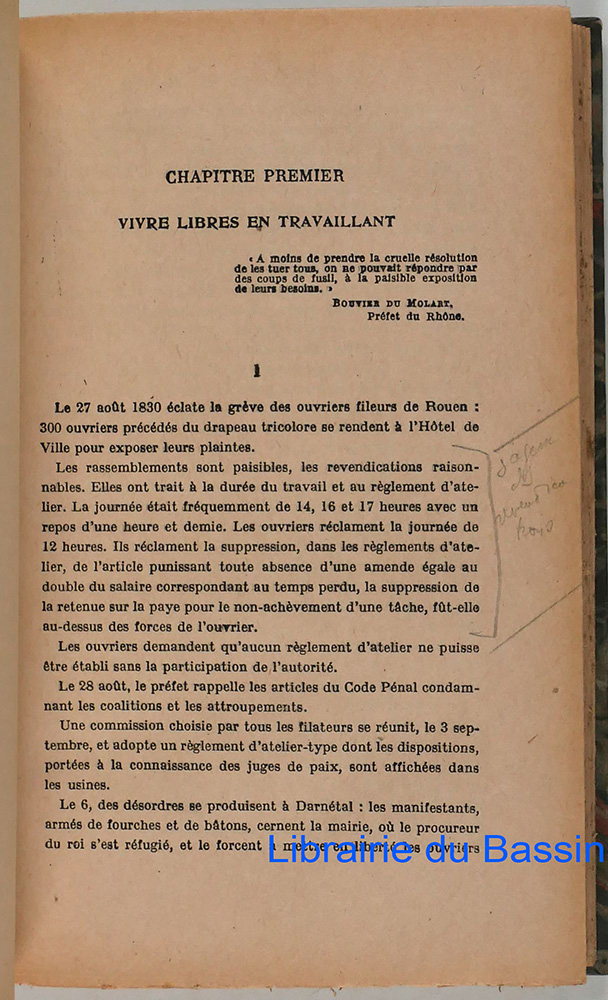 CHAPITRE PREMIER
VIVRE LIBRES EN TRAVAILLANT
« A moins de prendre la cruelle résolution
de les tuer tous, on ne pouvait répondre par
des coups de fusil, à la paisible exposition
de leurs besoins. »
BOUVIER DU MOLART,
Préfet du Rhône.
I
Le 27 août 1830 éclate la grève des ouvriers fileurs de Rouen :
300 ouvriers précédés du drapeau tricolore se rendent à l'Hôtel de
Ville pour exposer leurs plaintes.
Les rassemblements sont paisibles, les revendications raison-
nables. Elles ont trait à la durée du travail et au règlement d'ate-
lier. La journée était fréquemment de 14, 16 et 17 heures avec un
repos d'une heure et demie. Les ouvriers réclament la journée de
12 heures. Ils réclament la suppression, dans les règlements d'ate-
lier, de l'article punissant toute absence d'une amende égale au
double du salaire correspondant au temps perdu, la suppression de
la retenue sur la paye pour le non-achèvement d'une tâche, fût-elle
au-dessus des forces de l'ouvrier.
Les ouvriers demandent qu'aucun règlement d'atelier ne puisse
être établi sans la participation de l'autorité.
Le 28 août, le préfet rappelle les articles du Code Pénal condam-
nant les coalitions et les attroupements.
Une commission choisie par tous les filateurs se réunit, le 3 sep-
tembre, et adopte un règlement d'atelier-type dont les dispositions,
portées à la connaissance des juges de paix, sont affichées dans
les usines.
Le 6, des désordres se produisent à Darnétal : les manifestants,
armés de fourches et de bâtons, cernent la mairie, où le procureur
du roi s'est réfugié, et le forcent à mettre en liberté les ouvriers
Librairie du Bassin